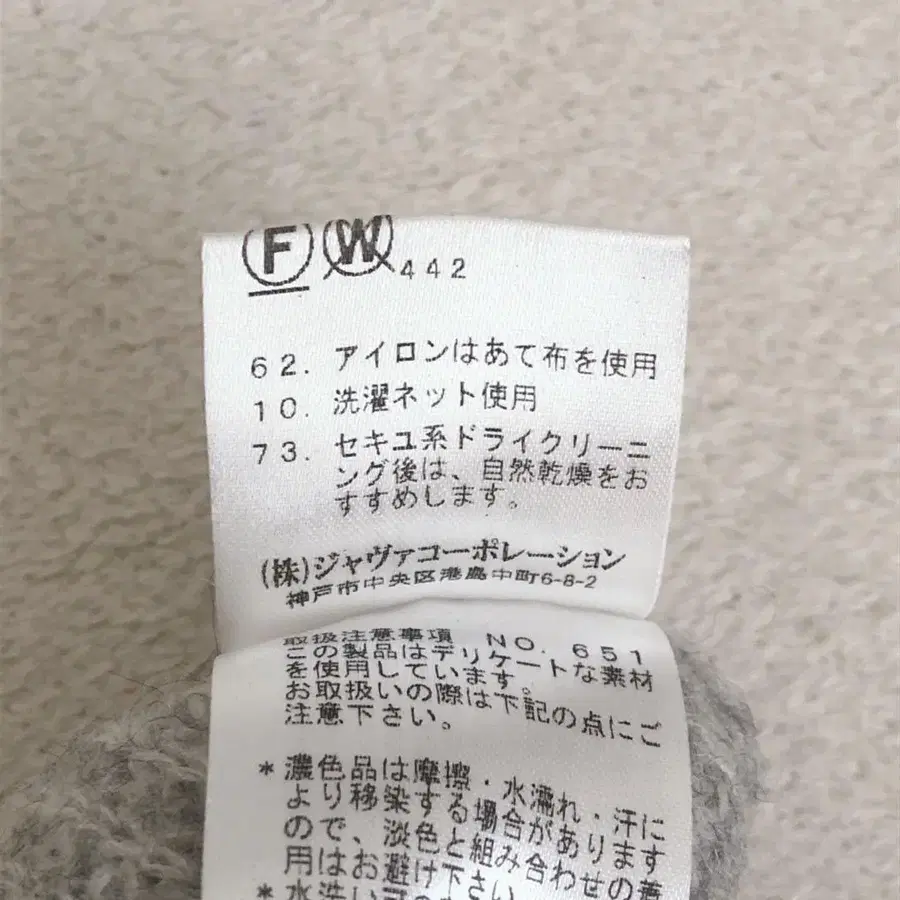 F W 442
62. アイロンはあて布を使用
10. 洗濯ネット使用
73. セキユ系ドライクリーニ
ング後は、自然乾燥をお
すすめします。
(株)ジャヴァコーポレーション
神戸市中央区港島中町6-8-2
取扱注意事項 NO. 651
この製品はデリケートな素材
を使用しています。
お取扱いの際は下記の点にご
注意下さい。
*濃色品は摩擦・水濡れ・汗に
より移染する場合があります
ので、淡色と組み合わせの着
用はお避け下さい
*水洗い